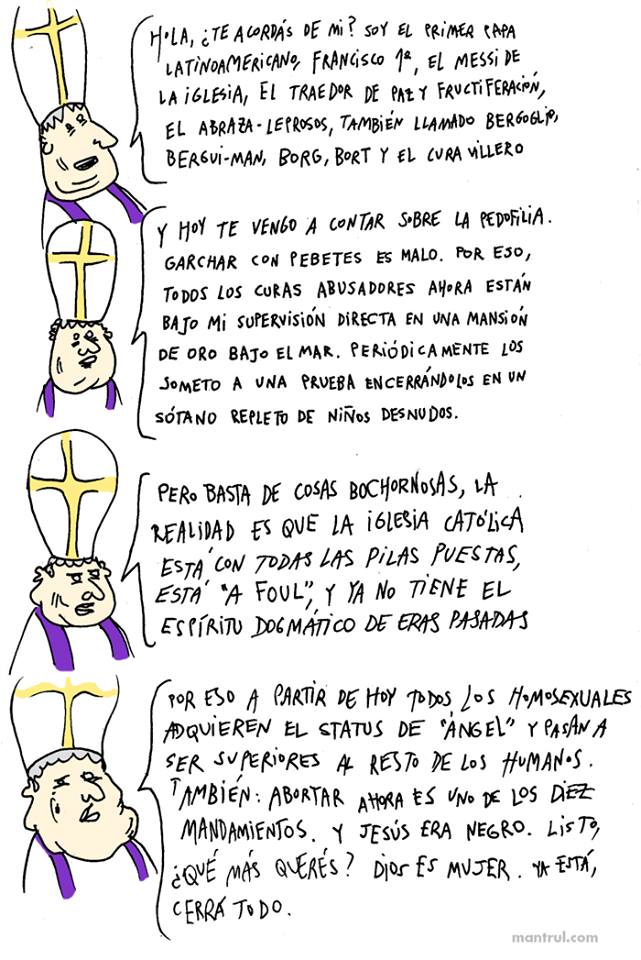 HOLA, ¿TE ACORDÁS DE MI? SOY EL PRIMER PAPA
LATINOAMERICANO, FRANCISCO 1º, EL MESSI DE
LA IGLESIA, EL TRAEDOR DE PAZ Y FRUCTIFERACIÓN,
EL ABRAZA-LEPROSOS, TAMBIÉN LLAMADO BERGOGLIO,
BERGUI-MAN, BORG, BORT Y EL CURA VILLERO
Y HOY TE VENGO A CONTAR SOBRE LA PEDOFILIA.
GARCHAR CON PEBETES ES MALO. POR ESO,
TODOS LOS CURAS ABUSADORES AHORA ESTÁN
BAJO MI SUPERVISIÓN DIRECTA EN UNA MANSIÓN
DE ORO BAJO EL MAR. PERIÓDICAMENTE LOS
SOMETO A UNA PRUEBA ENCERRÁNDOLOS EN UN
SÓTANO REPLETO DE NIÑOS DESNUDOS.
PERO BASTA DE COSAS BOCHORNOSAS, LA
REALIDAD ES QUE LA IGLESIA CATÓLICA
ESTÁ CON TODAS LAS PILAS PUESTAS,
ESTÁ "A FOUL", Y YA NO TIENE EL
ESPÍRITU DOGMÁTICO DE ERAS PASADAS
POR ESO A PARTIR DE HOY TODOS LOS HOMOSEXUALES
ADQUIEREN EL STATUS DE "ÁNGEL" Y PASAN A
SER SUPERIORES AL RESTO DE LOS HUMANOS.
TAMBIÉN: ABORTAR AHORA ES UNO DE LOS DIEZ
MANDAMIENTOS. Y JESÚS ERA NEGRO. LISTO,
¿QUÉ MÁS QUERÉS? DIOS ES MUJER. YA ESTÁ,
CERRÁ TODO.
mantrul.com